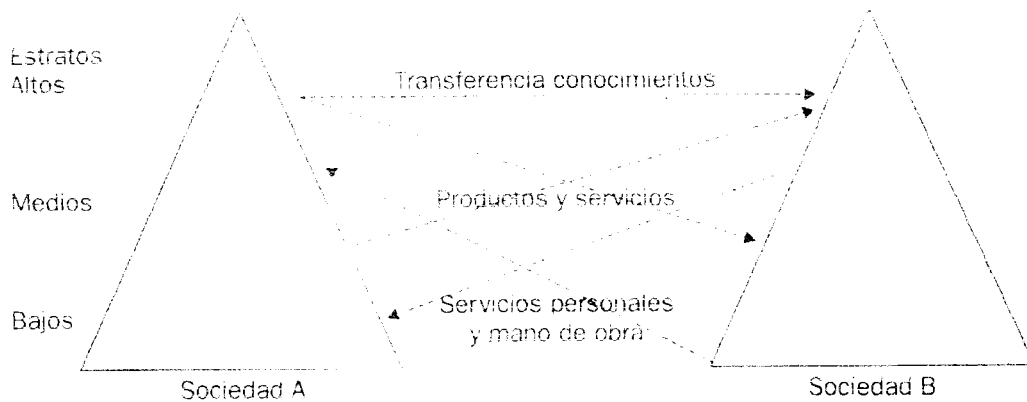 Estratos
Altos
Transferencia conocimientos
Medios
Productos y servicios
Bajos
Servicios personales
y mano de obra
Sociedad A
Sociedad B